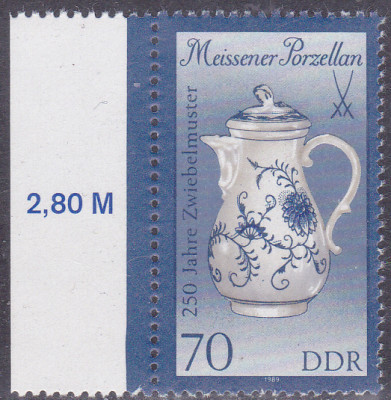 Meissener Porzellan
250 Jahre Zwiebelmuster
2,80 M
70 DDR
1989